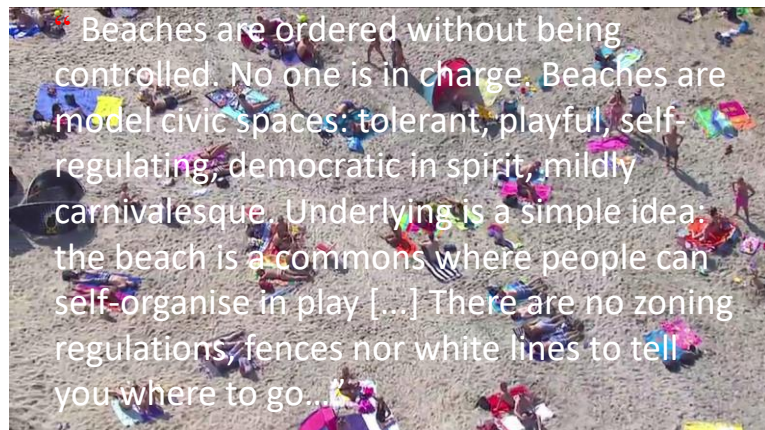 “ Beaches are ordered without being
controlled. No one is in charge. Beaches are
model civic spaces: tolerant, playful, self-
regulating, democratic in spirit, mildly
carnivalesque. Underlying is a simple idea:
the beach is a commons where people can
self-organise in play [...] There are no zoning
regulations, fences nor white lines to tell
you where to go...”